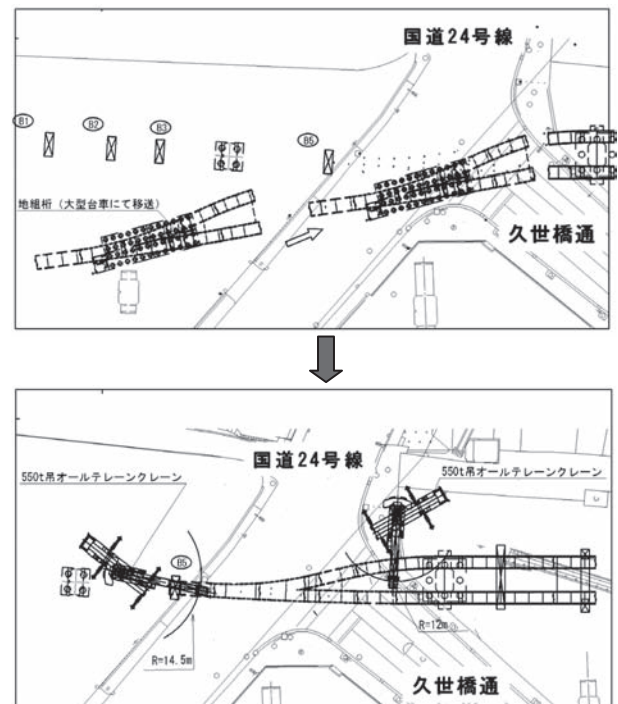 国道24号線
B1
B2
B3
B5
地組桁（大型台車にて移送）
久世橋通
国道24号線
550t吊オールテレーンクレーン
550t吊オールテレーンクレーン
B5
R=12m
R=14.5m
久世橋通